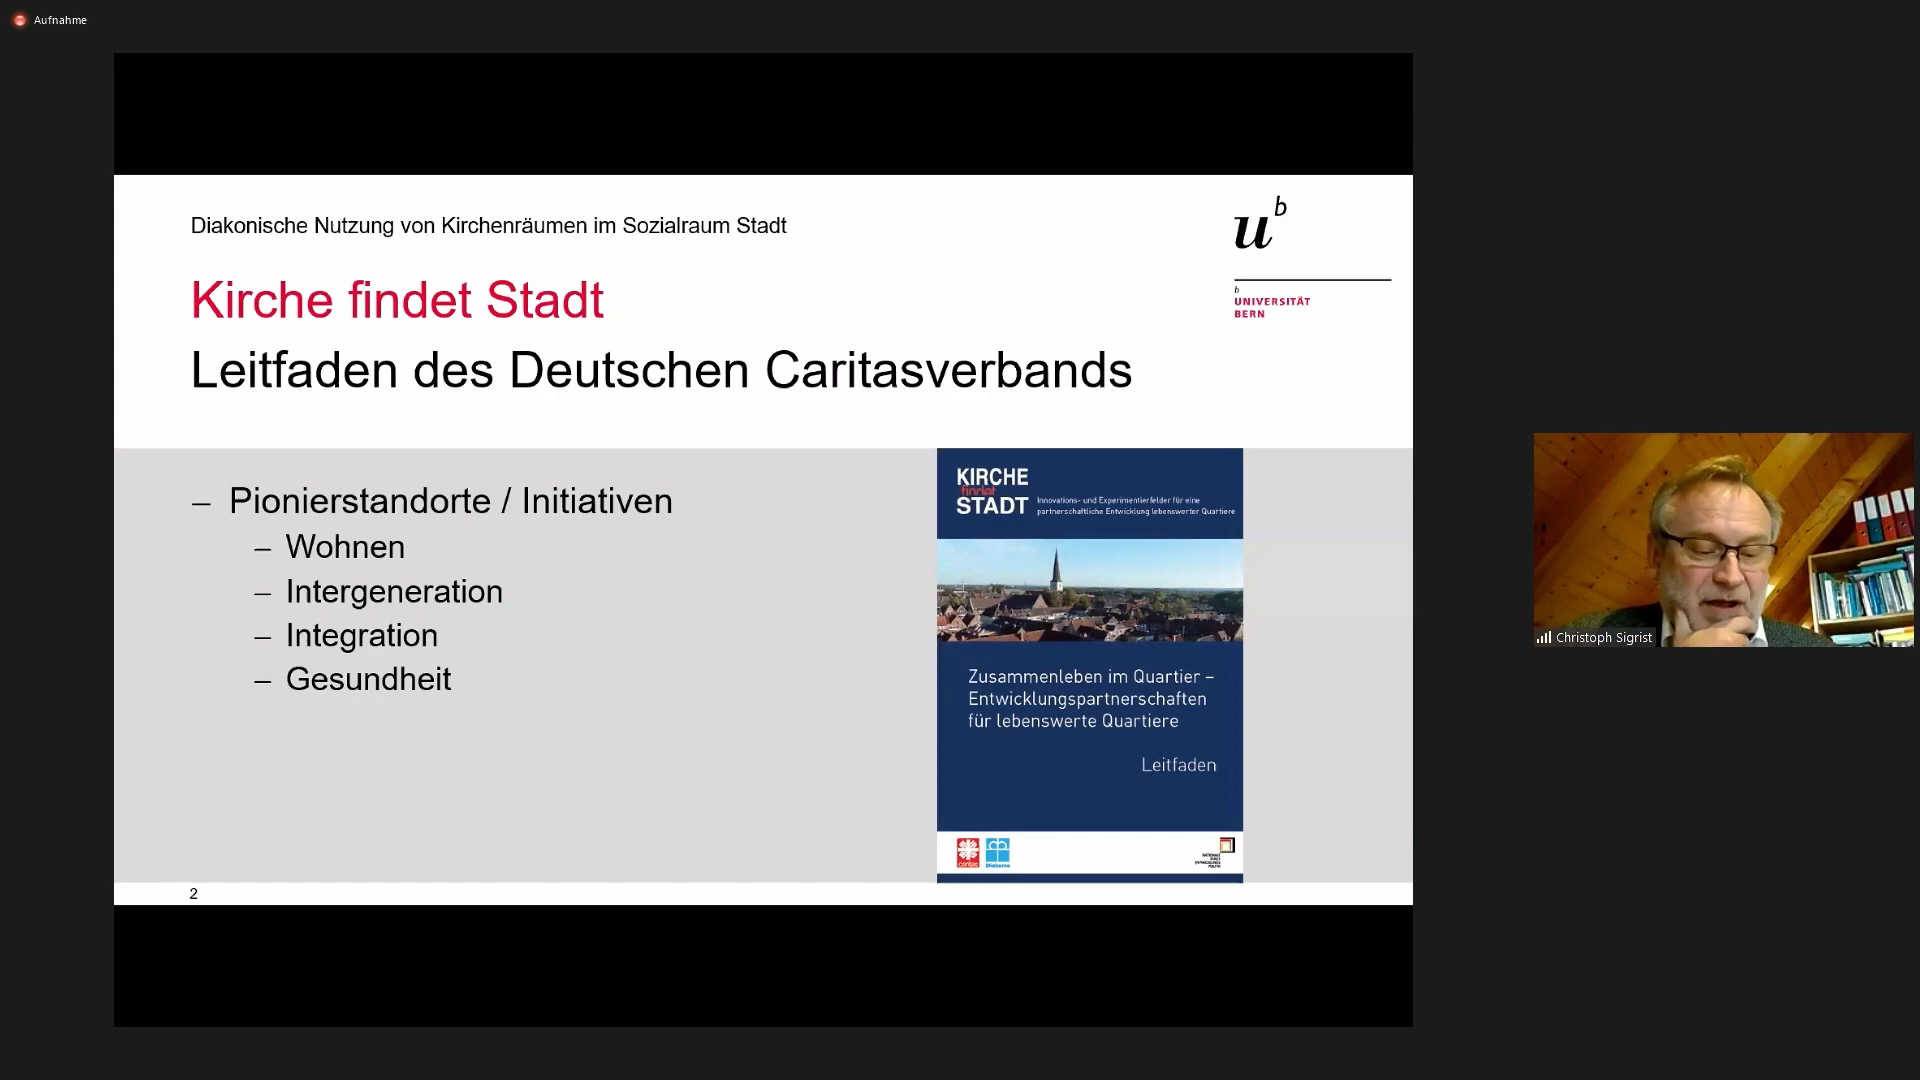 Aufnahme
Diakonische Nutzung von Kirchenräumen im Sozialraum Stadt
Kirche findet Stadt
Leitfaden des Deutschen Caritasverbands
u b
b
UNIVERSITÄT
BERN
– Pionierstandorte / Initiativen
– Wohnen
– Intergeneration
– Integration
– Gesundheit
KIRCHE
findet
STADT
Innovations- und Experimentierfelder für eine
partnerschaftliche Entwicklung lebenswerter Quartiere
Zusammenleben im Quartier –
Entwicklungspartnerschaften
für lebenswerte Quartiere
Leitfaden
caritas
Diakonie
2
Christoph Sigrist